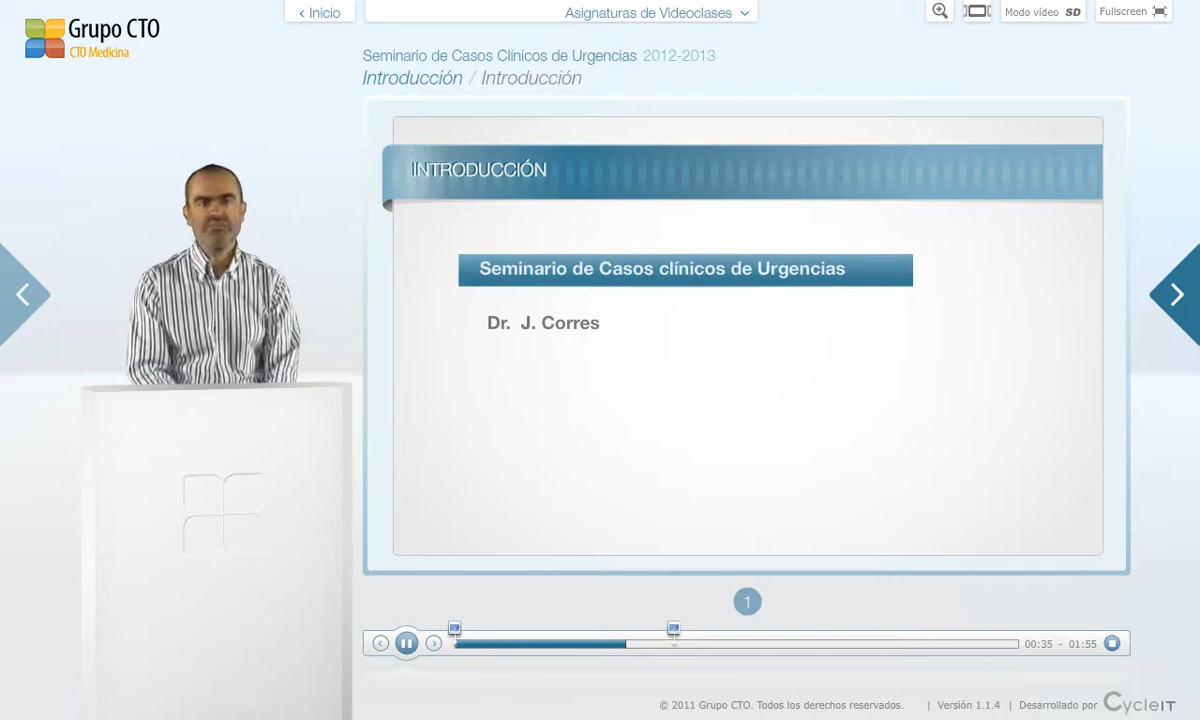 Grupo CTO
CTO Medicina
‹ Inicio
Asignaturas de Videoclases
Modo vídeo SD
Fullscreen
Seminario de Casos Clínicos de Urgencias 2012-2013
Introducción / Introducción
INTRODUCCIÓN
Seminario de Casos clínicos de Urgencias
Dr. J. Corres
1
00:35 - 01:55
© 2011 Grupo CTO. Todos los derechos reservados. | Versión 1.1.4 | Desarrollado por CycleIT